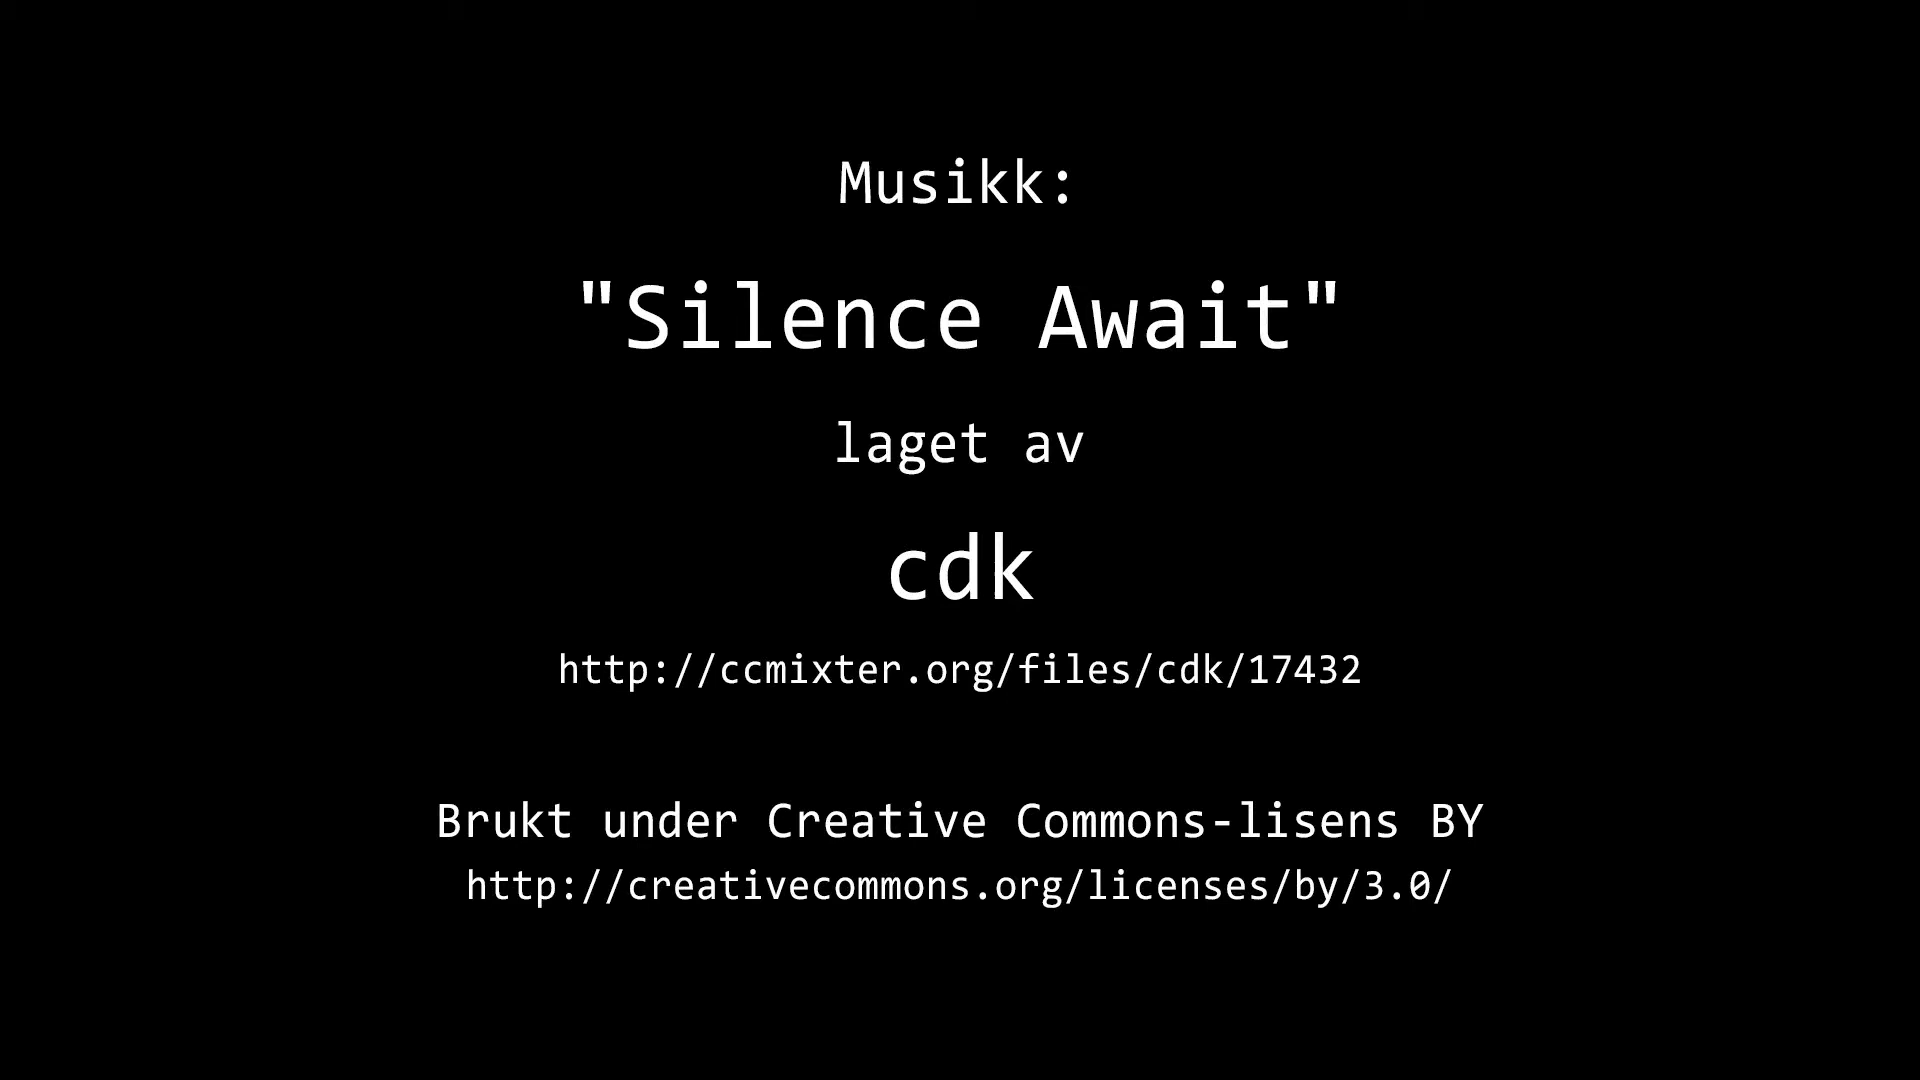 Musikk:
"Silence Await"
laget av
cdk
http://ccmixter.org/files/cdk/17432
Brukt under Creative Commons-lisens BY
http://creativecommons.org/licenses/by/3.0/